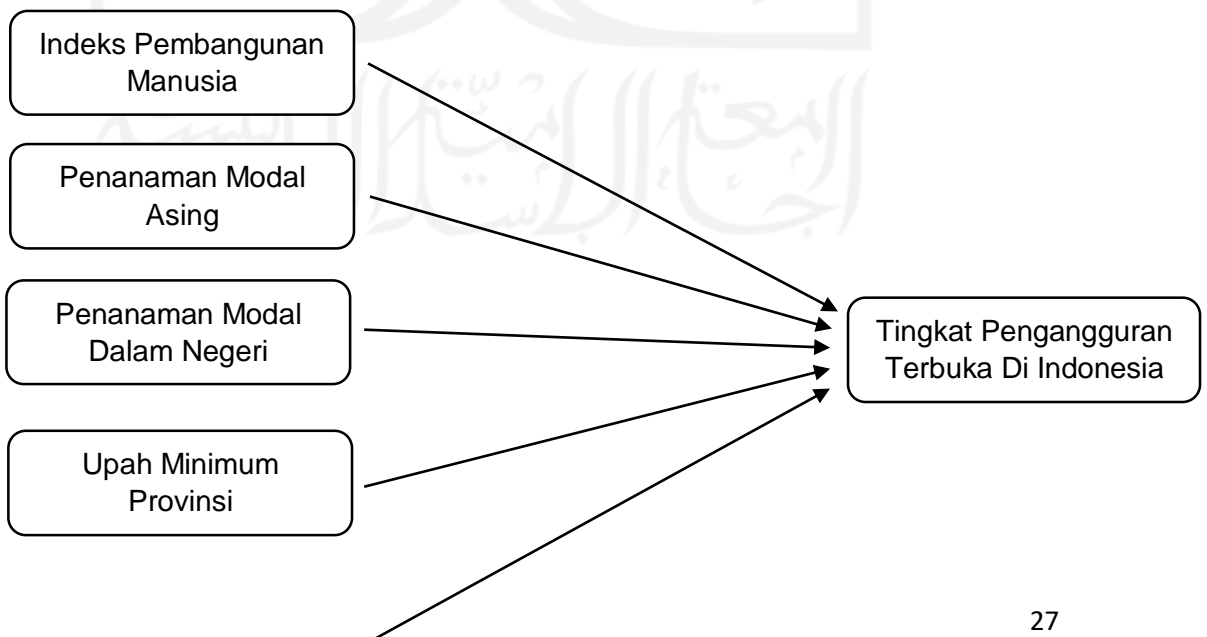 Indeks Pembangunan
Manusia
Penanaman Modal
Asing
Penanaman Modal
Dalam Negeri
Upah Minimum
Provinsi
Tingkat Pengangguran
Terbuka Di Indonesia
27